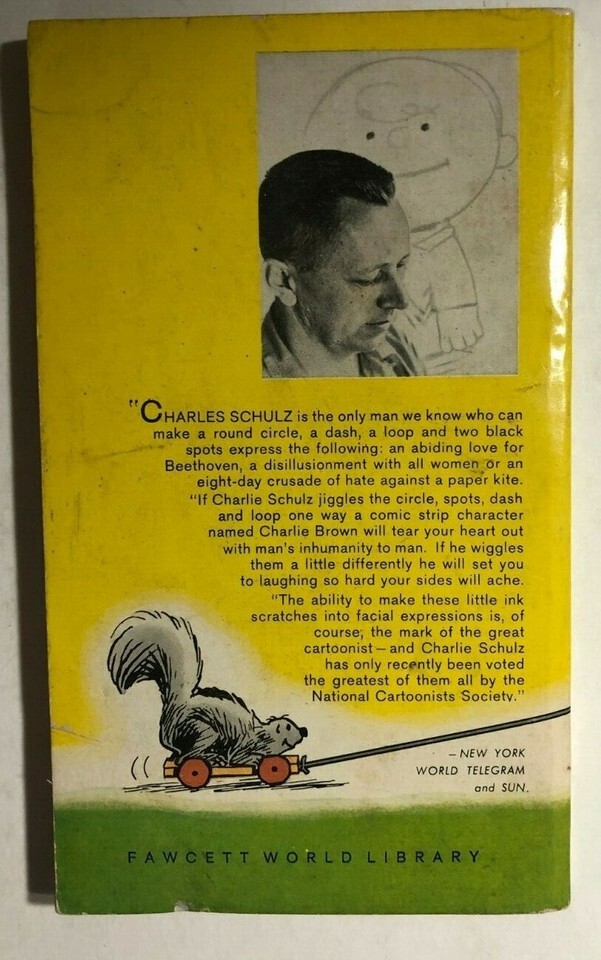 "CHARLES SCHULZ is the only man we know who can
make a round circle, a dash, a loop and two black
spots express the following: an abiding love for
Beethoven, a disillusionment with all women or an
eight-day crusade of hate against a paper kite.
"If Charlie Schulz jiggles the circle, spots, dash
and loop one way a comic strip character
named Charlie Brown will tear your heart out
with man's inhumanity to man. If he wiggles
them a little differently he will set you
to laughing so hard your sides will ache.
"The ability to make these little ink
scratches into facial expressions is, of
course, the mark of the great
cartoonist—and Charlie Schulz
has only recently been voted
the greatest of them all by the
National Cartoonists Society."
—NEW YORK
WORLD TELEGRAM
and SUN.
FAWCETT WORLD LIBRARY